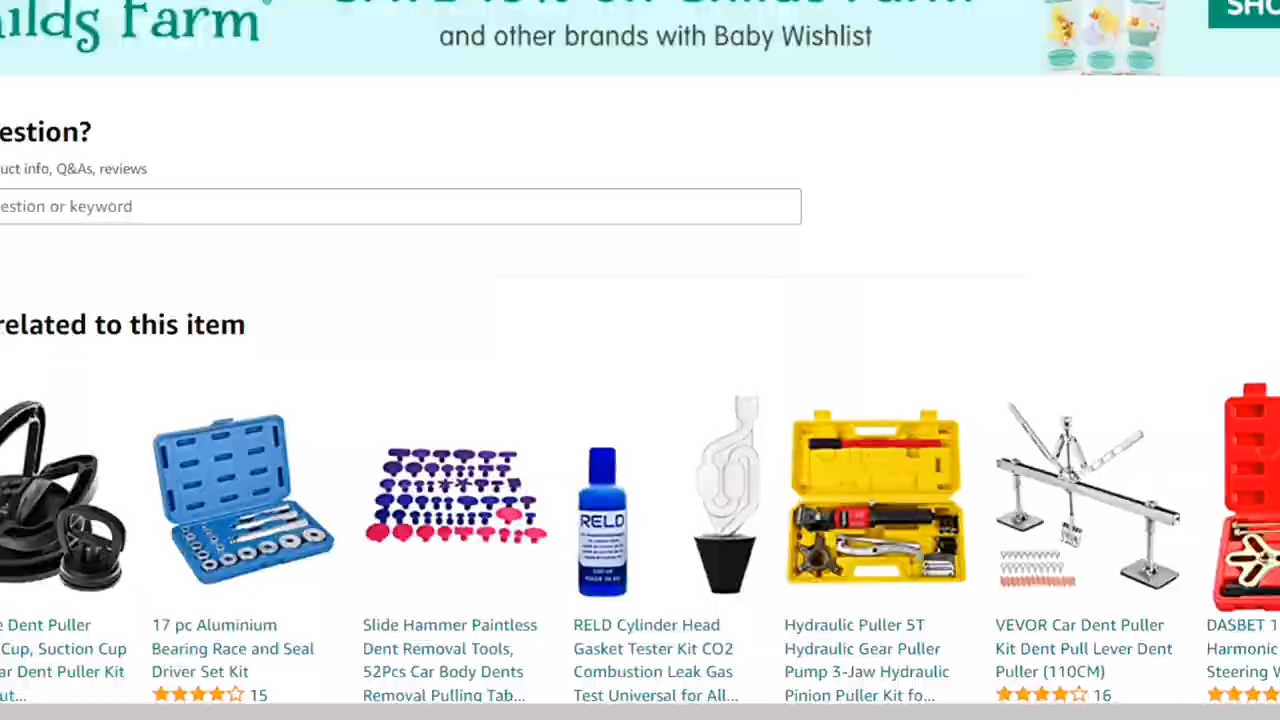 ilds Farm
and other brands with Baby Wishlist
SHO
estion?
uct info, Q&As, reviews
estion or keyword
related to this item
RELD
e Dent Puller
Cup, Suction Cup
ar Dent Puller Kit
ut...
17 pc Aluminium
Bearing Race and Seal
Driver Set Kit
15
Slide Hammer Paintless
Dent Removal Tools,
52Pcs Car Body Dents
Removal Pulling Tab...
RELD Cylinder Head
Gasket Tester Kit CO2
Combustion Leak Gas
Test Universal for All...
Hydraulic Puller 5T
Hydraulic Gear Puller
Pump 3-Jaw Hydraulic
Pinion Puller Kit fo...
VEVOR Car Dent Puller
Kit Dent Pull Lever Dent
Puller (110CM)
16
DASBET 1
Harmonic
Steering W